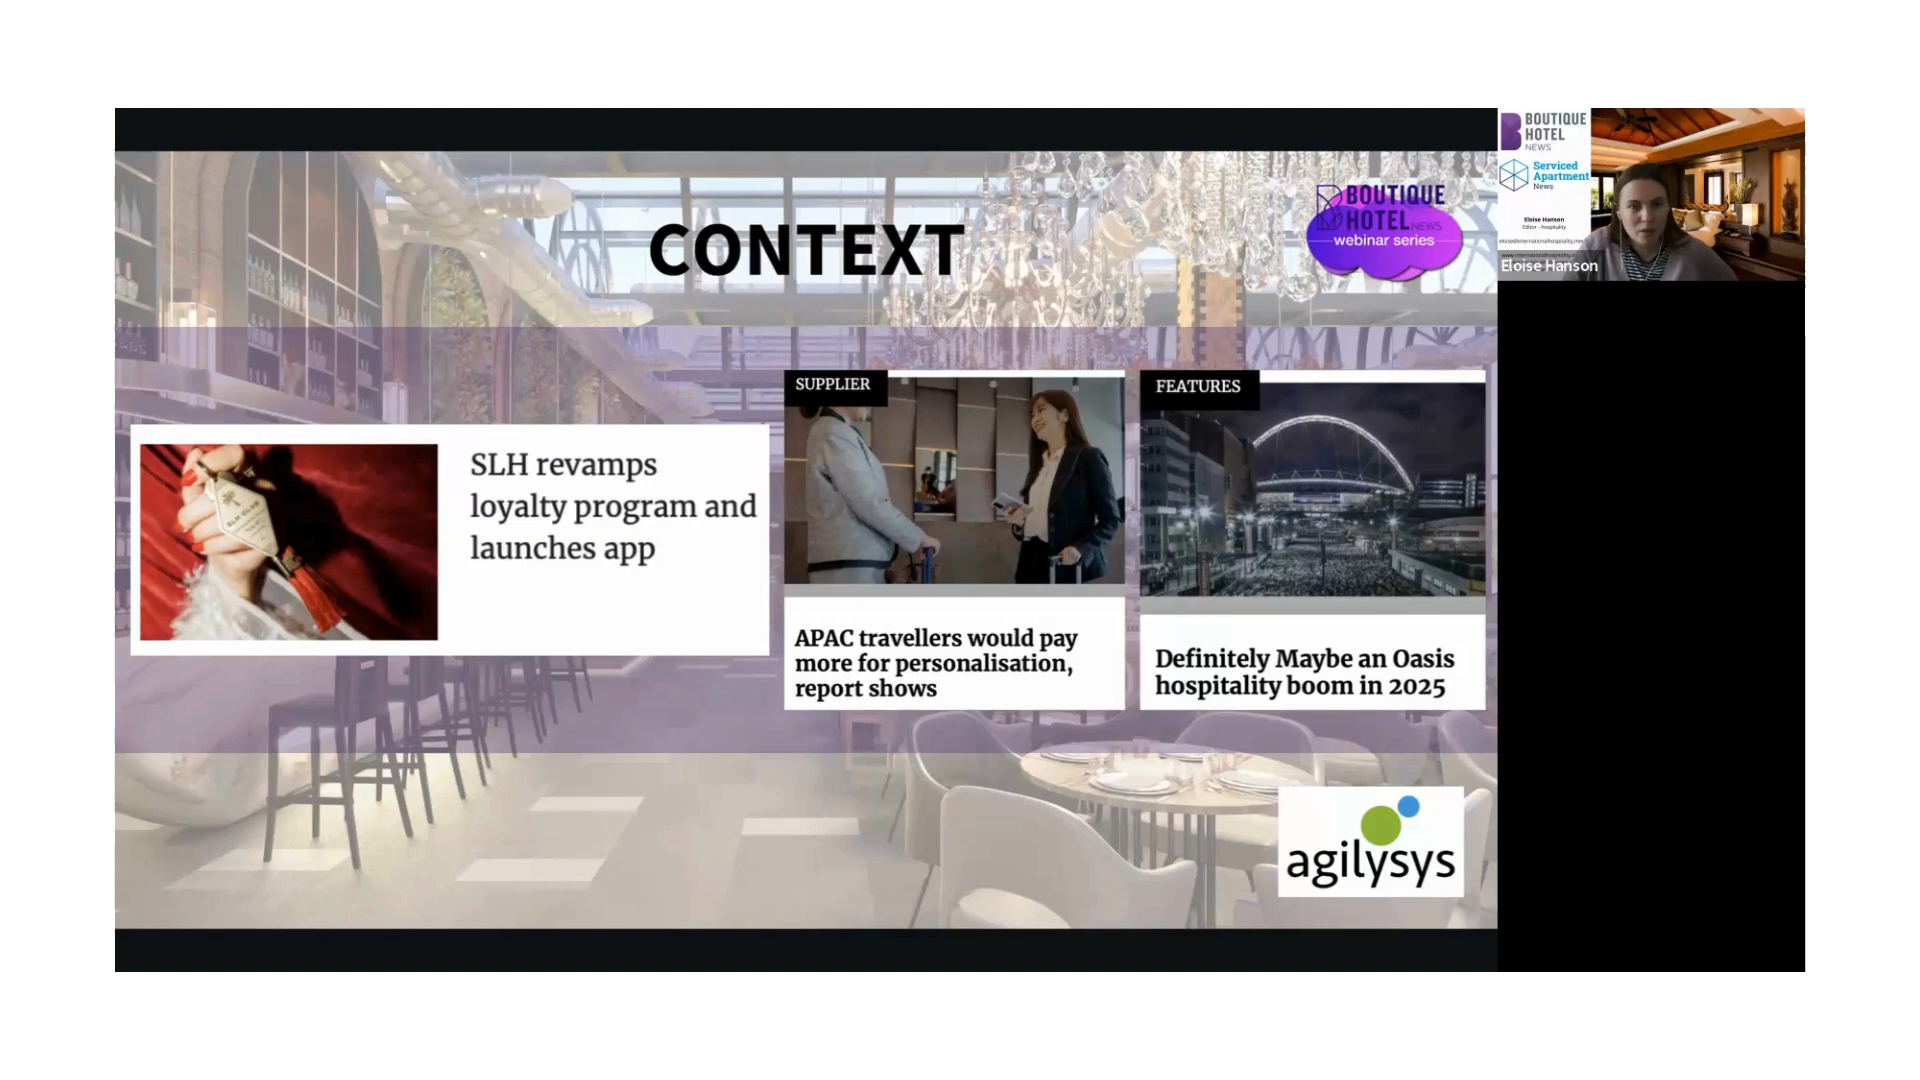 CONTEXT
BOUTIQUE
HOTEL NEWS
webinar series
SLH revamps
loyalty program and
launches app
SUPPLIER
APAC travellers would pay
more for personalisation,
report shows
FEATURES
Definitely Maybe an Oasis
hospitality boom in 2025
agilysys
BOUTIQUE
HOTEL
NEWS
Serviced
Apartment
News
Eloise Hanson
Editor - hospitality
Eloise Hanson